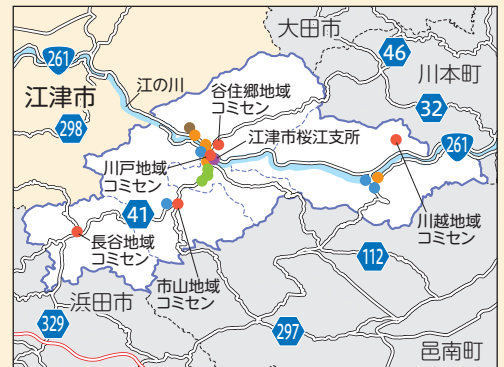 大田市
261
46
川本町
江の川
谷住郷地域
コミセン
江津市
32
298
江津市桜江支所
261
川戸地域
コミセン
41
川越地域
コミセン
長谷地域
コミセン
市山地域
コミセン
112
浜田市
329
297
邑南町